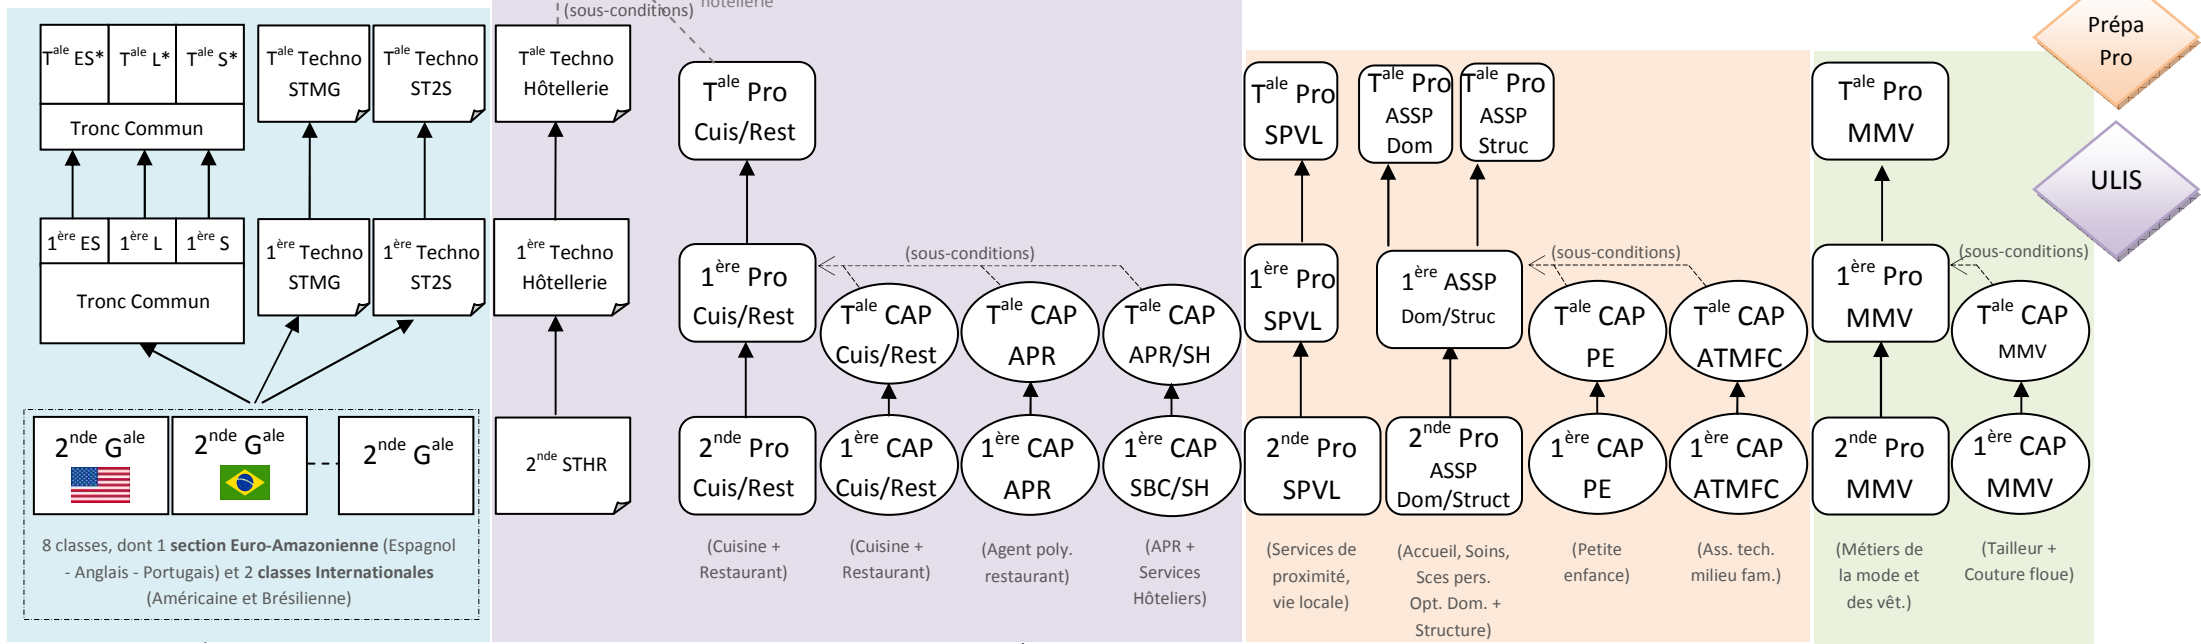 (sous-conditions)
hôtellerie
Tale ES*
Tale L*
Tale S*
Tronc Commun
Tale Techno
STMG
Tale Techno
ST2S
Tale Techno
Hôtellerie
Tale Pro
Cuis/Rest
Tale Pro
SPVL
Tale Pro
ASSP
Dom
Tale Pro
ASSP
Struc
Tale Pro
MMV
Prépa
Pro
ULIS
1ère ES
1ère L
1ère S
Tronc Commun
1ère Techno
STMG
1ère Techno
ST2S
1ère Techno
Hôtellerie
1ère Pro
Cuis/Rest
(sous-conditions)
Tale CAP
Cuis/Rest
Tale CAP
APR
Tale CAP
APR/SH
1ère Pro
SPVL
1ère ASSP
Dom/Struc
(sous-conditions)
Tale CAP
PE
Tale CAP
ATMFC
1ère Pro
MMV
(sous-conditions)
Tale CAP
MMV
2nde Gale
2nde Gale
2nde Gale
2nde STHR
2nde Pro
Cuis/Rest
1ère CAP
Cuis/Rest
1ère CAP
APR
1ère CAP
SBC/SH
2nde Pro
SPVL
2nde Pro
ASSP
Dom/Struct
1ère CAP
PE
1ère CAP
ATMFC
2nde Pro
MMV
1ère CAP
MMV
8 classes, dont 1 section Euro-Amazonienne (Espagnol
- Anglais - Portugais) et 2 classes Internationales
(Américaine et Brésilienne)
(Cuisine +
Restaurant)
(Cuisine +
Restaurant)
(Agent poly.
restaurant)
(APR +
Services
Hôteliers)
(Services de
proximité,
vie locale)
(Accueil, Soins,
Sces pers.
Opt. Dom. +
Structure)
(Petite
enfance)
(Ass. tech.
milieu fam.)
(Métiers de
la mode et
des vêt.)
(Tailleur +
Couture floue)